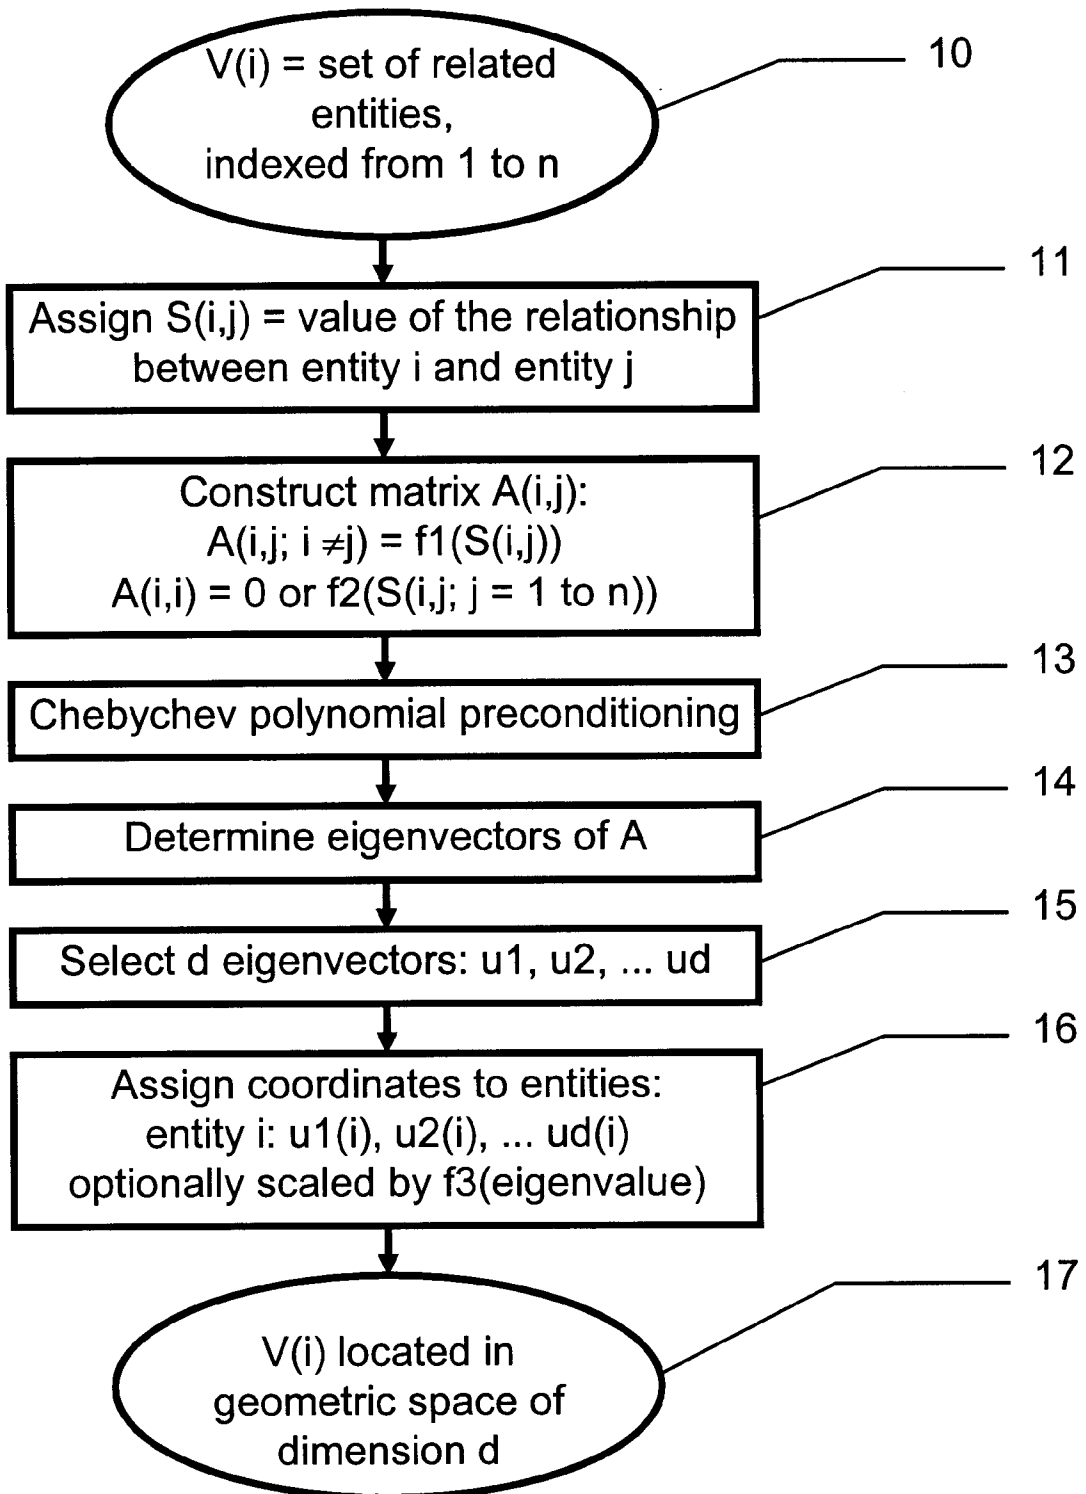 V(i) = set of related
entities,
indexed from 1 to n
10
Assign S(i,j) = value of the relationship
between entity i and entity j
11
Construct matrix A(i,j):
A(i,j; i ≠j) = f1(S(i,j))
A(i,i) = 0 or f2(S(i,j; j = 1 to n))
12
Chebychev polynomial preconditioning
13
Determine eigenvectors of A
14
Select d eigenvectors: u1, u2, ... ud
15
Assign coordinates to entities:
entity i: u1(i), u2(i), ... ud(i)
optionally scaled by f3(eigenvalue)
16
V(i) located in
geometric space of
dimension d
17